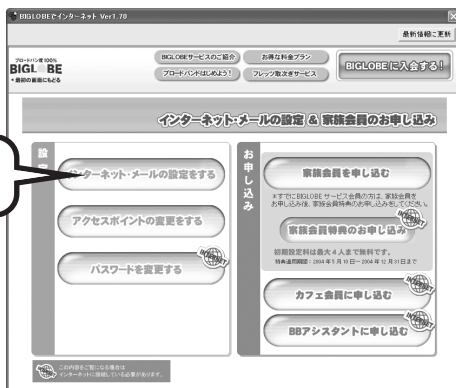 BIGLOBEでインターネット Ver1.70
最新情報に更新
ブロードバンド度100%
BIGLOBE
最初の画面にもどる
BIGLOBEサービスのご紹介
お得な料金プラン
ブロードバンドはじめよう!
フレッツ取次ぎサービス
BIGLOBEに入会する!
インターネット・メールの設定 & 家族会員のお申し込み
設
ンターネット・メールの設定をする
アクセスポイントの変更をする
パスワードを変更する
INTERNET
この内容をご覧になる場合は
インターネットに接続している必要があります。
お申し込み
家族会員を申し込む
*すでにBIGLOBE サービス会員の方は、家族会員を
お申し込み後、家族会員特典のお申し込みをしてください。
家族会員特典のお申し込み
INTERNET
初期設定料は最大4人まで無料です。
特典適用期間:2004年5月10日~2004年12月31日まで
カフェ会員に申し込む
INTERNET
BBアシスタントに申し込む
INTERNET